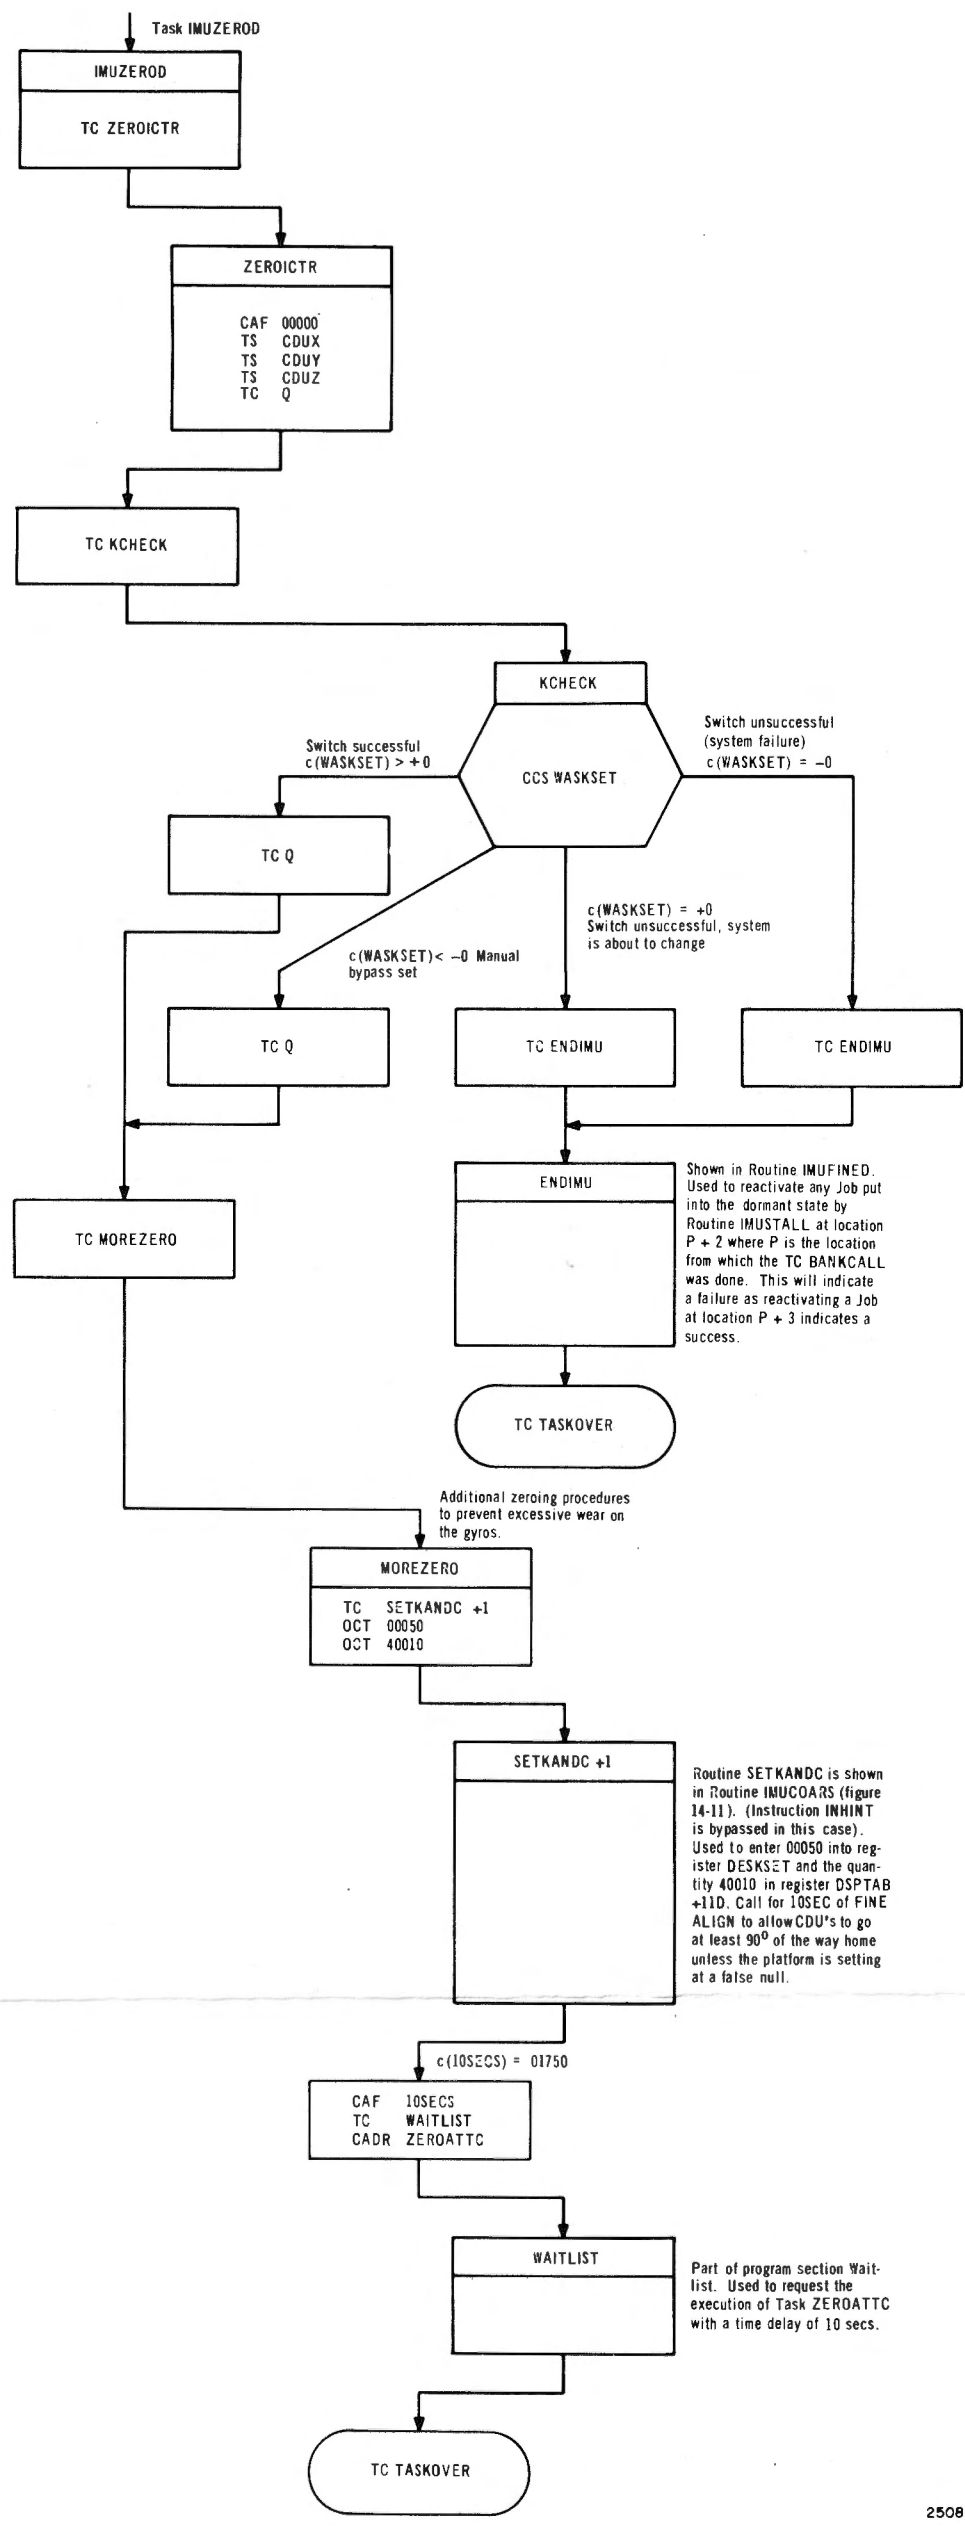 Task IMUZEROD
IMUZEROD
TC ZEROICTR
ZEROICTR
CAF 00000
TS CDUX
TS CDUY
TS CDUZ
TC Q
TC KCHECK
KCHECK
CCS WASKSET
Switch successful
c(WASKSET) > +0
Switch unsuccessful
(system failure)
c(WASKSET) = -0
TC Q
c(WASKSET) = +0
Switch unsuccessful, system
is about to change
c(WASKSET)< -0 Manual
bypass set
TC Q
TC ENDIMU
TC ENDIMU
ENDIMU
Shown in Routine IMUFINED.
Used to reactivate any Job put
into the dormant state by
Routine IMUSTALL at location
P + 2 where P is the location
from which the TC BANKCALL
was done. This will indicate
a failure as reactivating a Job
at location P + 3 indicates a
success.
TC MOREZERO
TC TASKOVER
Additional zeroing procedures
to prevent excessive wear on
the gyros.
MOREZERO
TC SETKANDC +1
OCT 00050
OCT 40010
SETKANDC +1
Routine SETKANDC is shown
in Routine IMUCOARS (figure
14-11). (Instruction INHINT
is bypassed in this case).
Used to enter 00050 into reg-
ister DESKSET and the quan-
tity 40010 in register DSPTAB
+11D. Call for 10SEC of FINE
ALIGN to allow CDU's to go
at least 90⁰ of the way home
unless the platform is setting
at a false null.
c(10SECS) = 01750
CAF 10SECS
TC WAITLIST
CADR ZEROATTC
WAITLIST
Part of program section Wait-
list. Used to request the
execution of Task ZEROATTC
with a time delay of 10 secs.
TC TASKOVER
2508